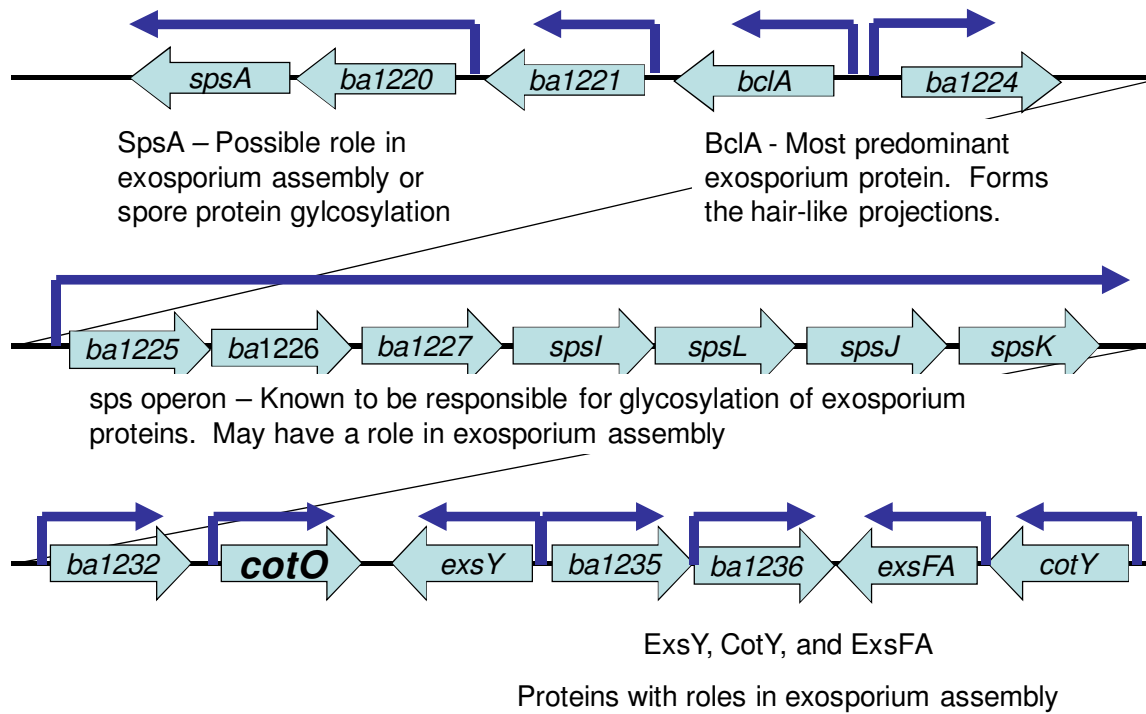 spsA ba1220 ba1221 bclA ba1224
SpsA – Possible role in
exosporium assembly or
spore protein gylcosylation
BclA - Most predominant
exosporium protein. Forms
the hair-like projections.
ba1225 ba1226 ba1227 spsI spsL spsJ spsK
sps operon – Known to be responsible for glycosylation of exosporium
proteins. May have a role in exosporium assembly
ba1232 cotO exsY ba1235 ba1236 exsFA cotY
ExsY, CotY, and ExsFA
Proteins with roles in exosporium assembly